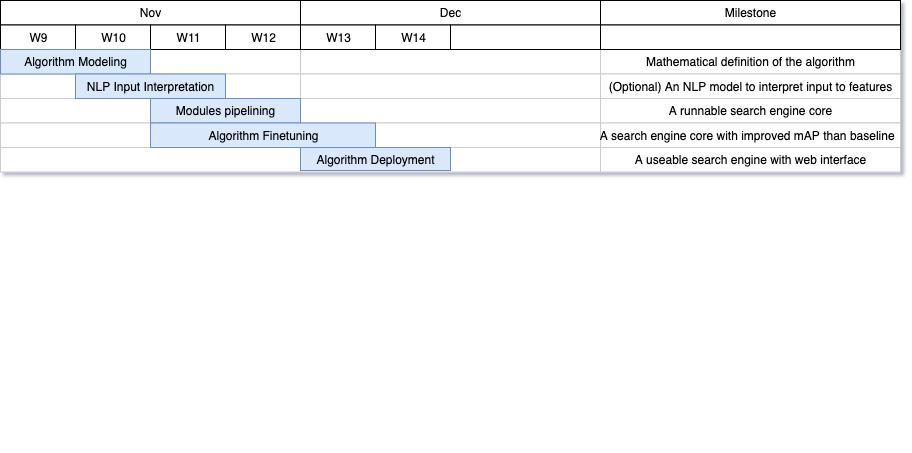 Nov Dec Milestone
W9 W10 W11 W12 W13 W14
Algorithm Modeling Mathematical definition of the algorithm
NLP Input Interpretation (Optional) An NLP model to interpret input to features
Modules pipelining A runnable search engine core
Algorithm Finetuning A search engine core with improved mAP than baseline
Algorithm Deployment A useable search engine with web interface